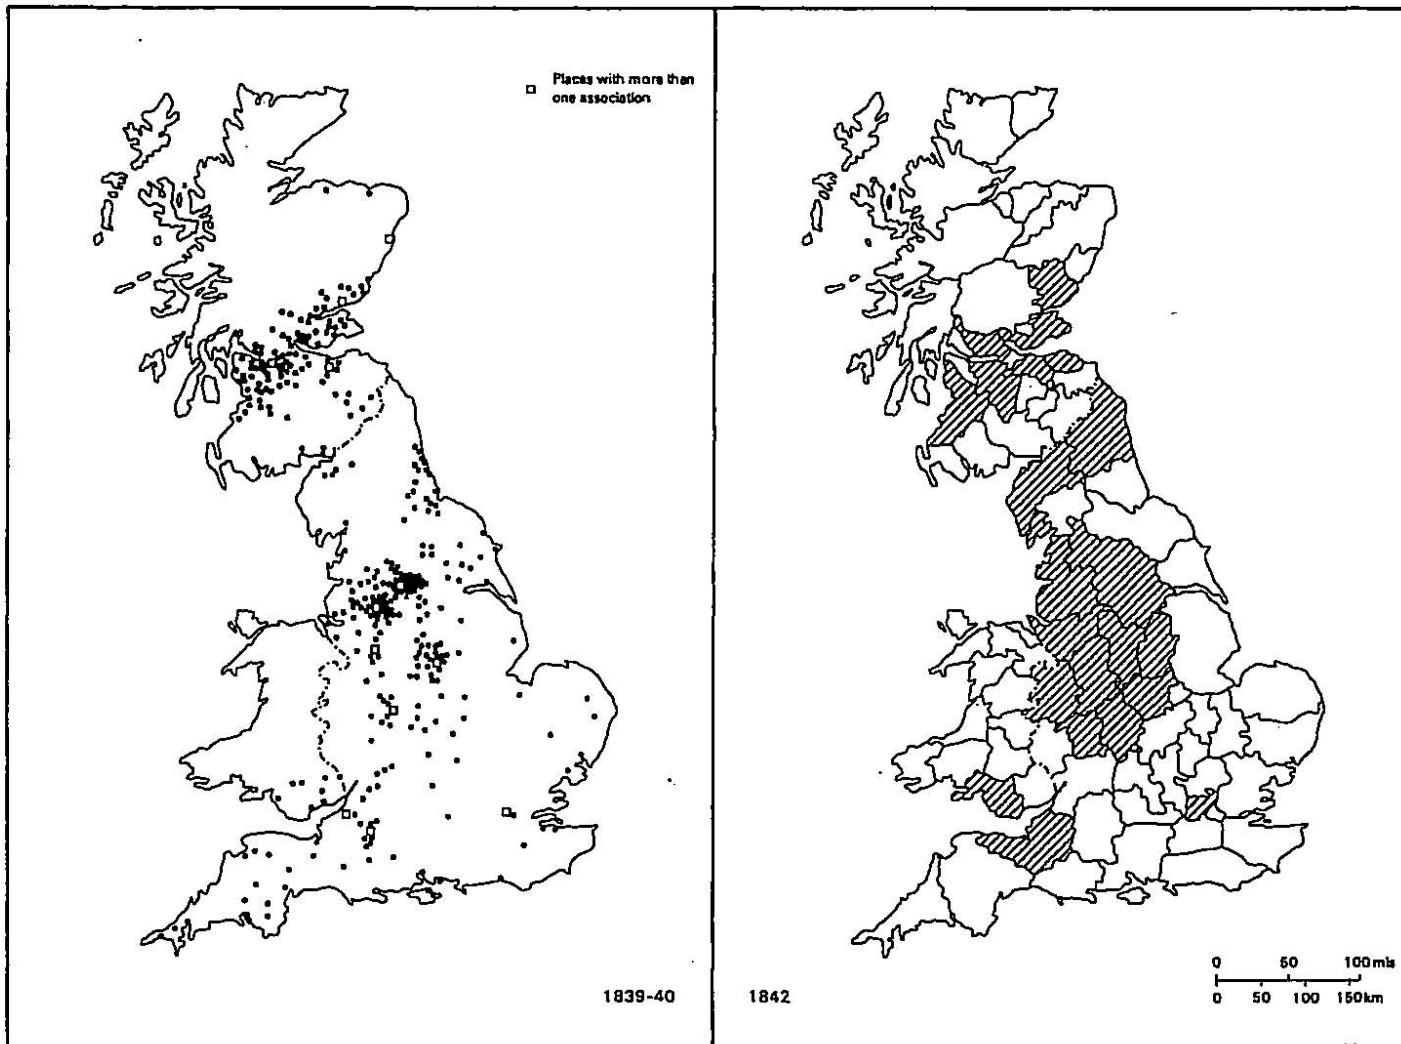 Places with more than
one association
1839-40
1842
0 50 100 mls
0 50 100 150km